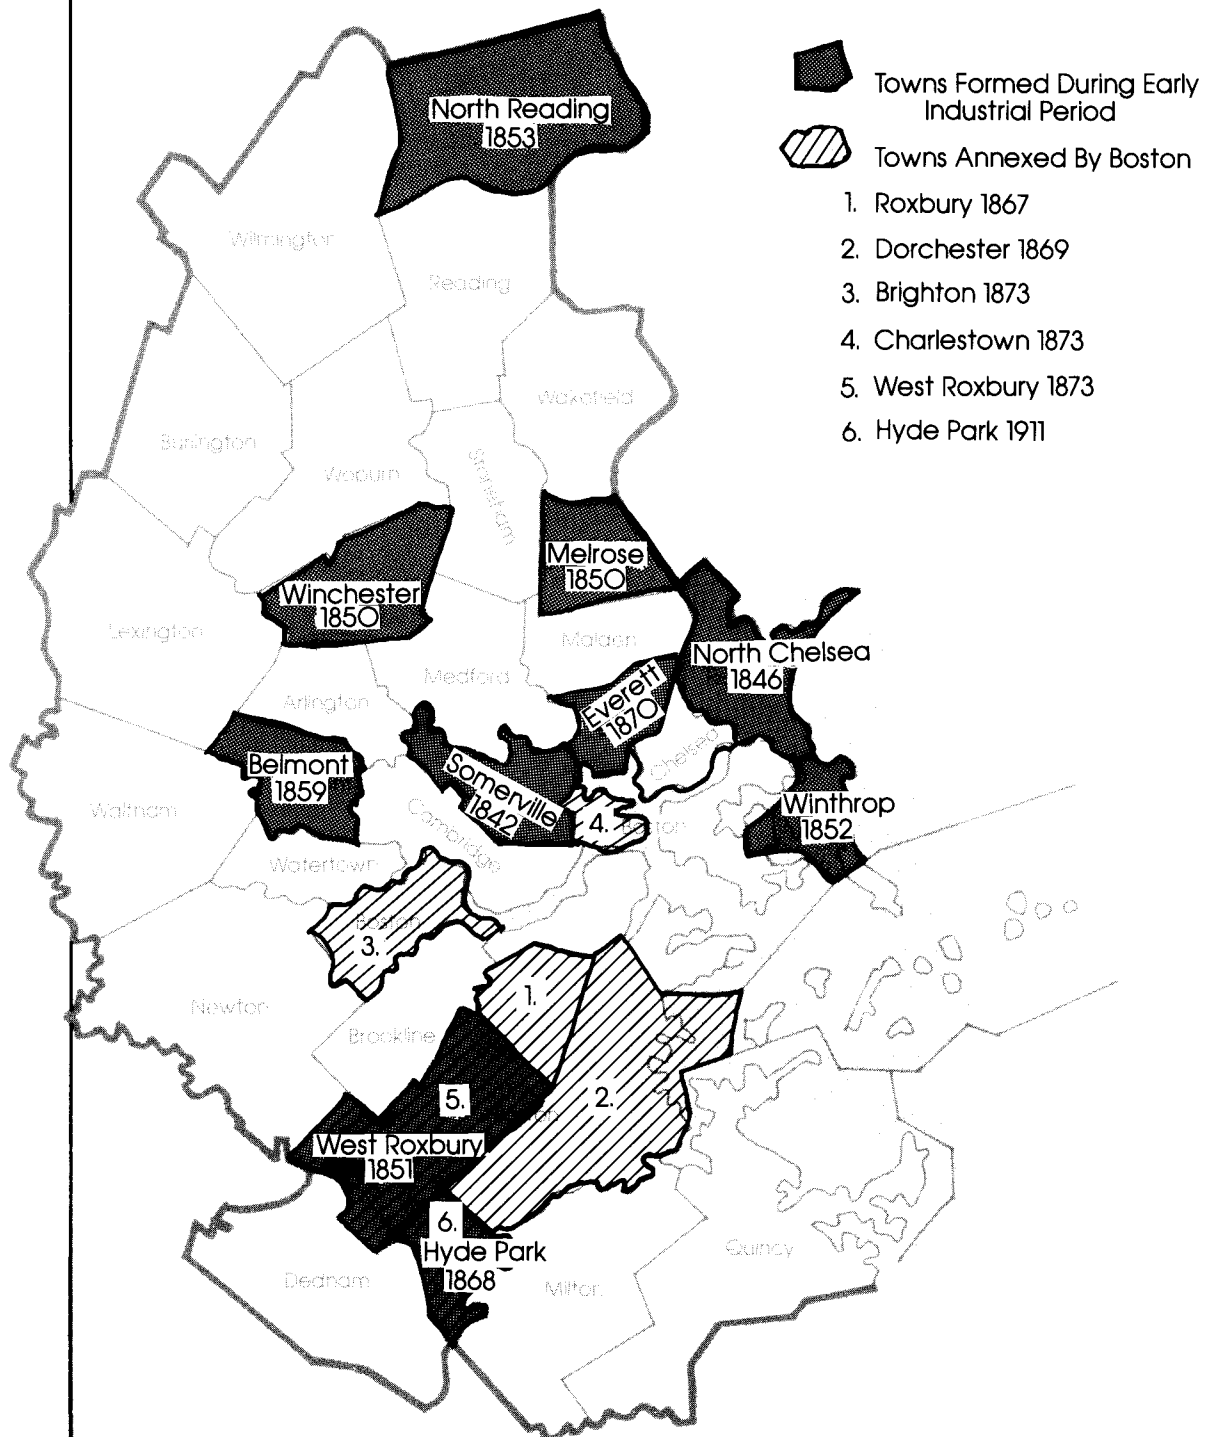 North Reading
1853
Towns Formed During Early
Industrial Period
Towns Annexed By Boston
1. Roxbury 1867
2. Dorchester 1869
3. Brighton 1873
4. Charlestown 1873
5. West Roxbury 1873
6. Hyde Park 1911
Wilmington
Reading
Wakefield
Burlington
Woburn
Stoneham
Melrose
1850
Winchester
1850
Lexington
Malden
North Chelsea
1846
Medford
Everett
1870
Arlington
Chelsea
Belmont
1859
Somerville
1842
Winthrop
1852
Waltham
Cambridge
4.
Boston
Watertown
Boston
3.
1.
Newton
Brookline
5.
2.
West Roxbury
1851
6.
Hyde Park
1868
Quincy
Dedham
Milton